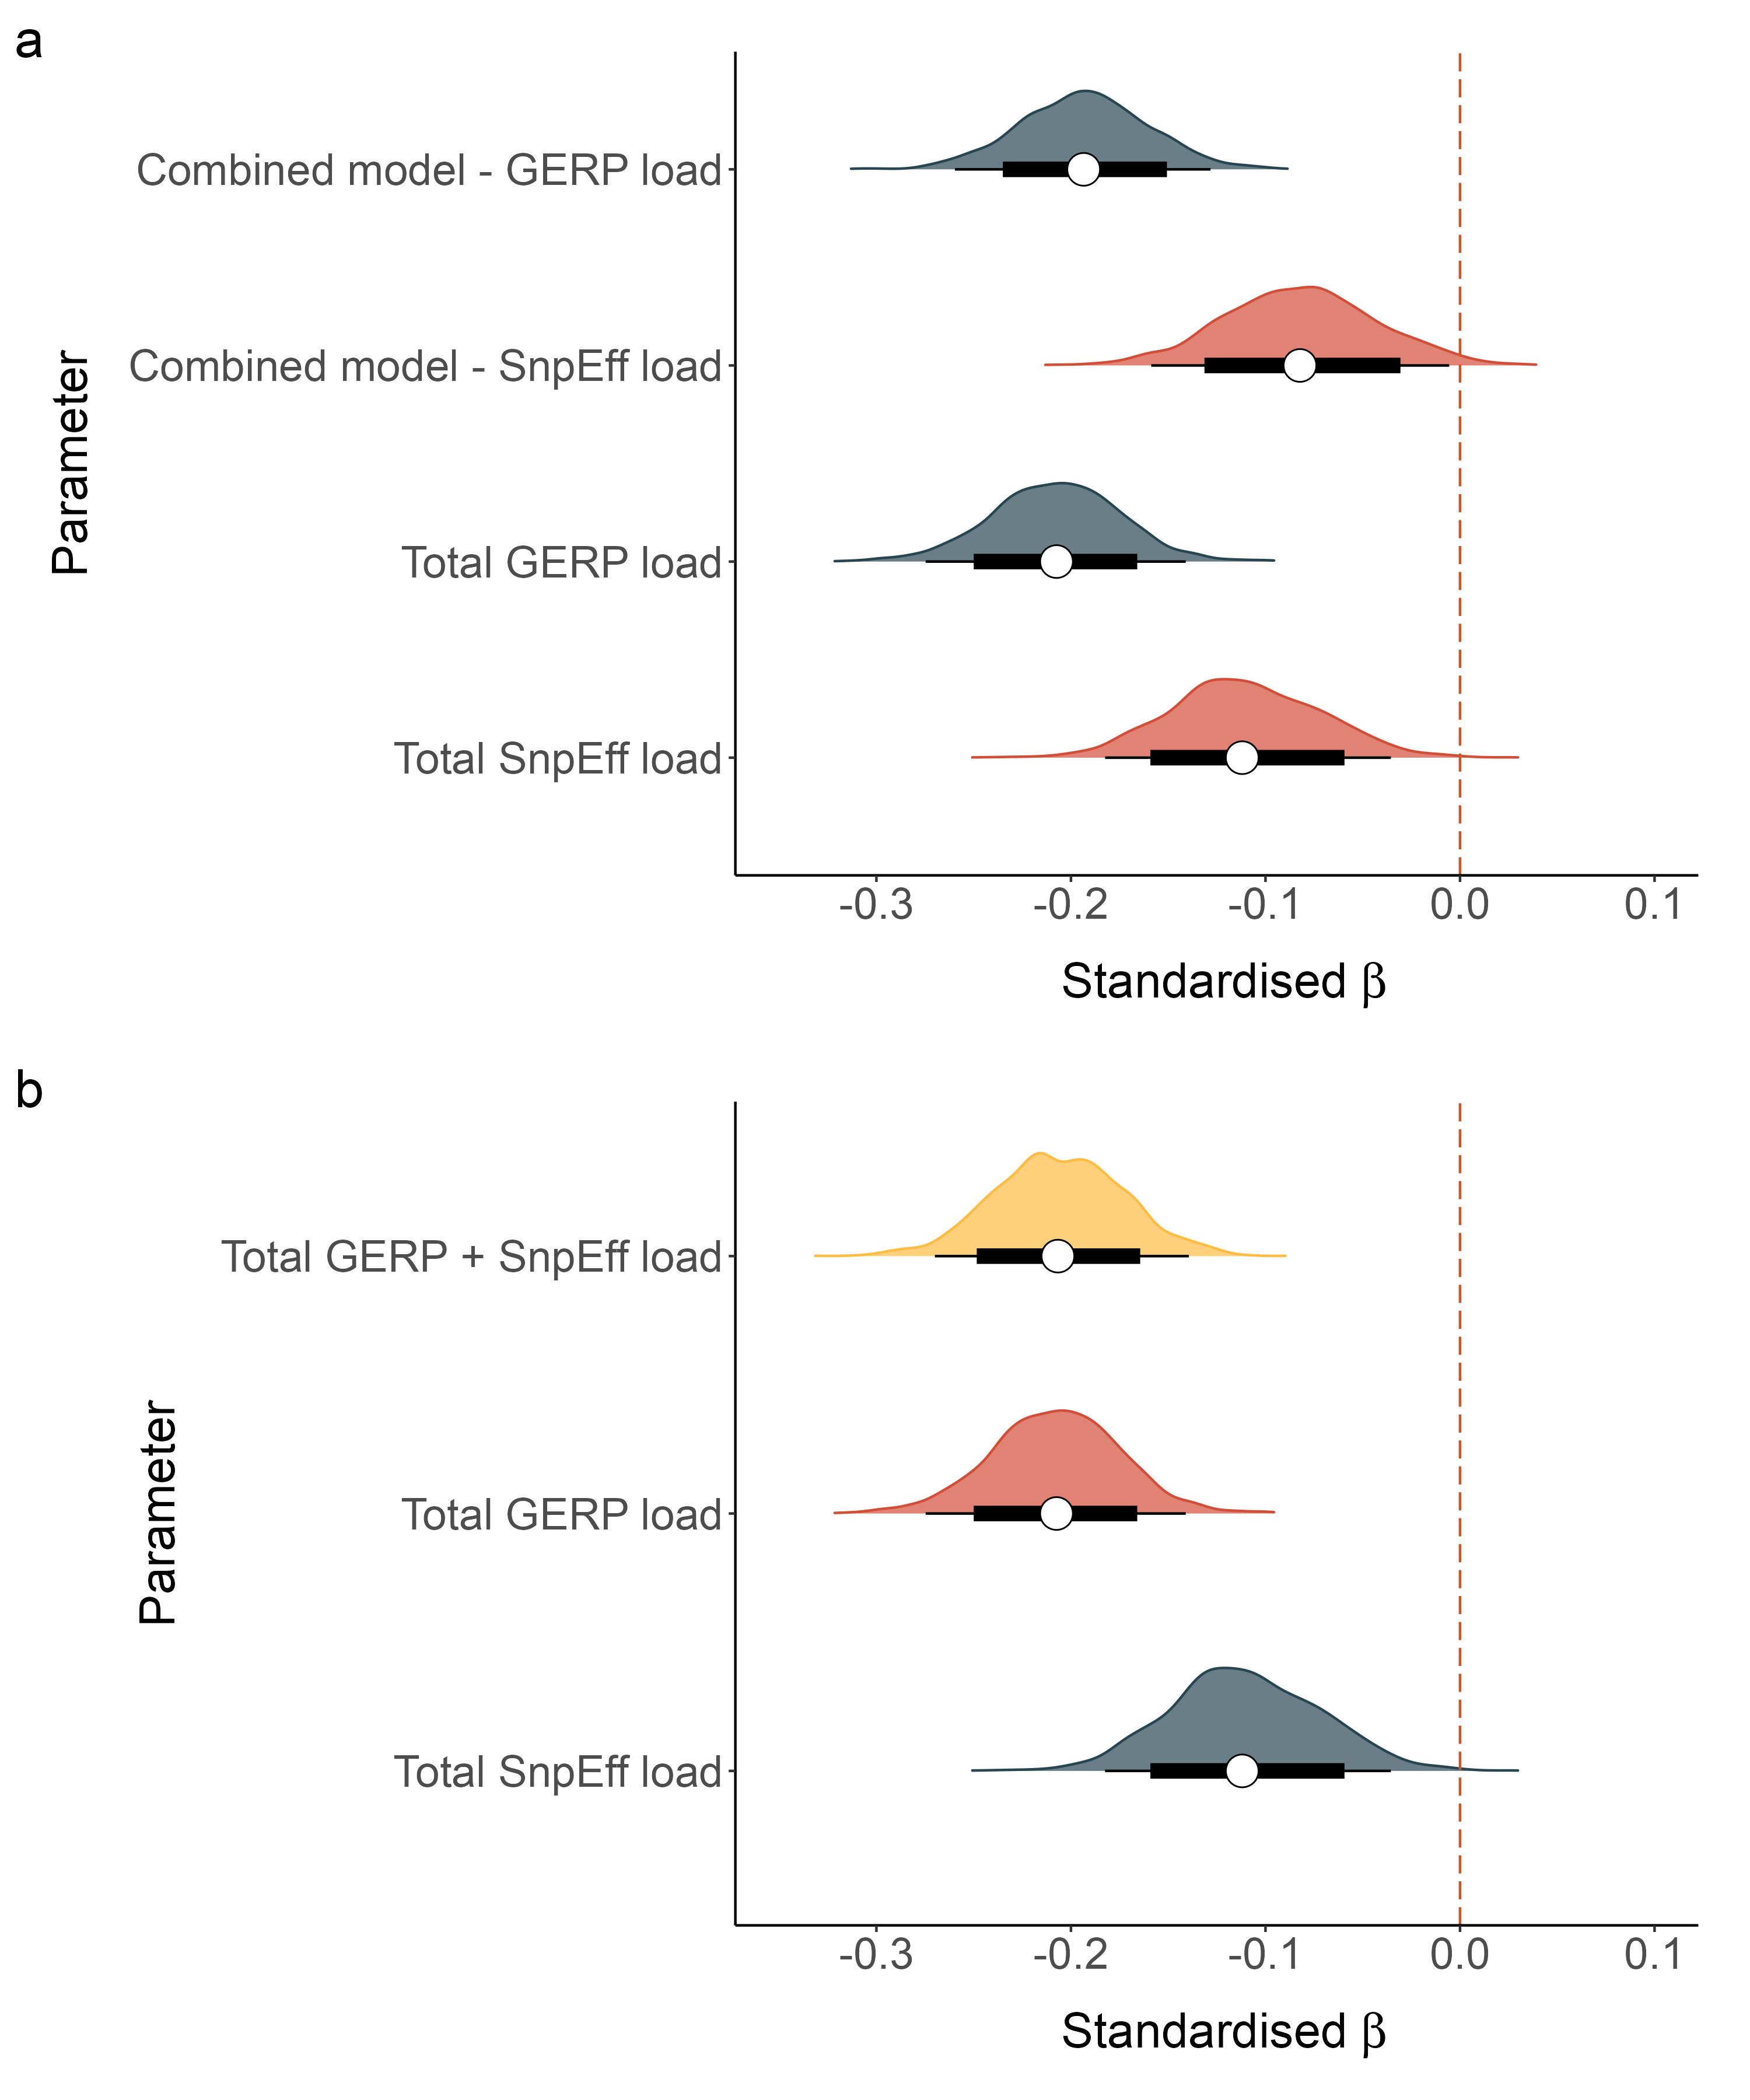 a
Parameter
Combined model - GERP load
Combined model - SnpEff load
Total GERP load
Total SnpEff load
-0.3 -0.2 -0.1 0.0 0.1
Standardised β
b
Parameter
Total GERP + SnpEff load
Total GERP load
Total SnpEff load
-0.3 -0.2 -0.1 0.0 0.1
Standardised β